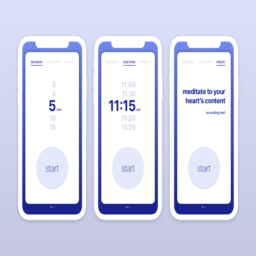 duration
3
4
5 min
10
15
start
end time
11:05
11:10
11:15 am
11:20
11:25
start
maybe
meditate to your
heart's content
no ending bell
start